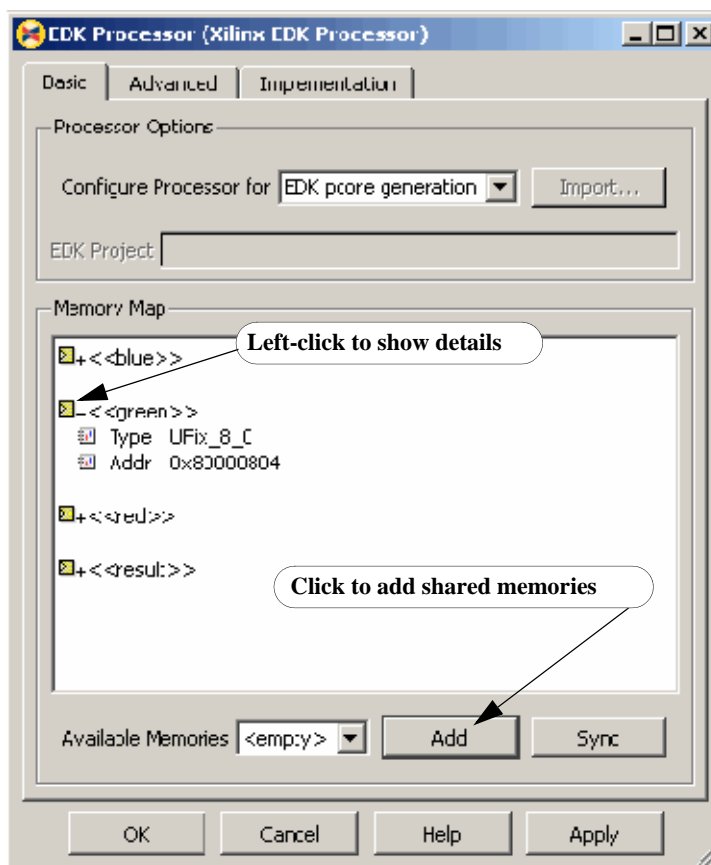 EDK Processor (Xilinx EDK Processor)
Basic Advanced Implementation
Processor Options
Configure Processor for EDK pcore generation Import...
EDK Project
Memory Map
Left-click to show details
+<<blue>>
-<<green>>
Type UFix_8_0
Addr 0x80000804
+<<red>>
+<<result>>
Click to add shared memories
Available Memories <empty> Add Sync
OK Cancel Help Apply